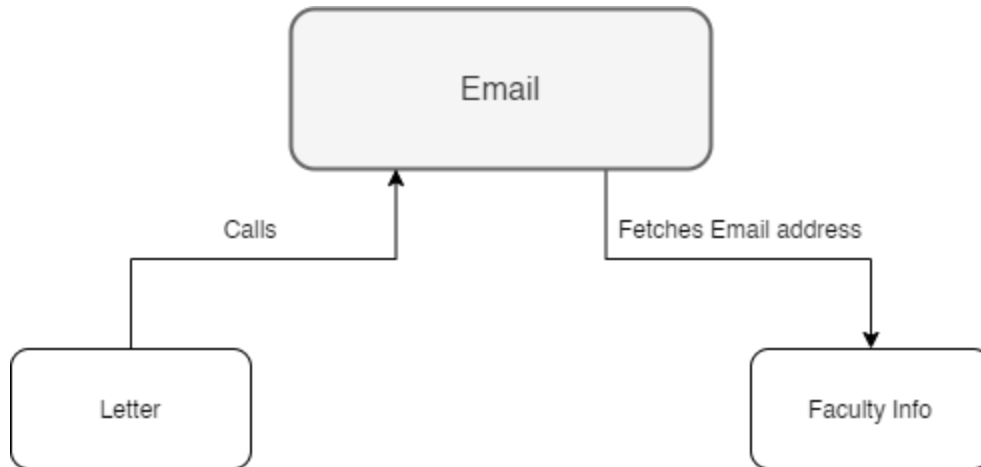 Email
Calls
Fetches Email address
Letter
Faculty Info